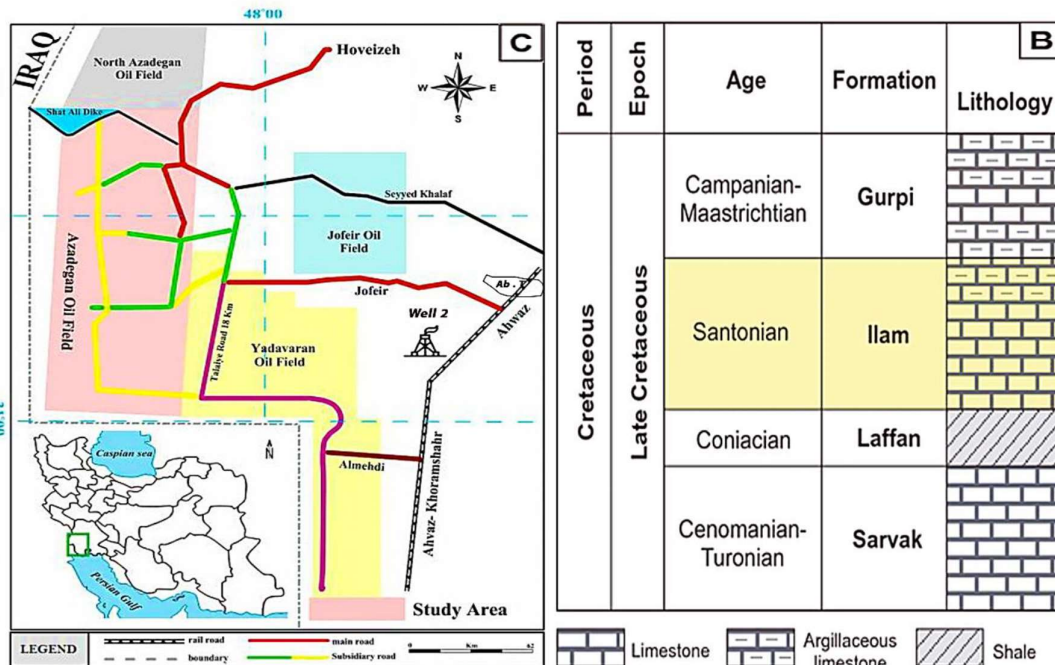 48°00
C
IRAQ
North Azadegan
Oil Field
Hoveizeh
N
W
E
S
Shat Ali Dike
Seyyed Khalaf
Jofeir Oil
Field
Azadegan Oil Field
Jofeir
Ab - T
Ahwaz
Well 2
Talaiye Road 18 Km
Yadavaran
Oil Field
Almehdi
Ahvaz- Khoramshahr
N
Caspian sea
Persian Gulf
Study Area
LEGEND
rail road
main road
0
Km
62
boundary
Subsidiary road
B
Period
Epoch
Age
Formation
Lithology
Cretaceous
Late Cretaceous
Campanian-
Maastrichtian
Gurpi
Santonian
Ilam
Coniacian
Laffan
Cenomanian-
Turonian
Sarvak
Limestone
Argillaceous
limestone
Shale